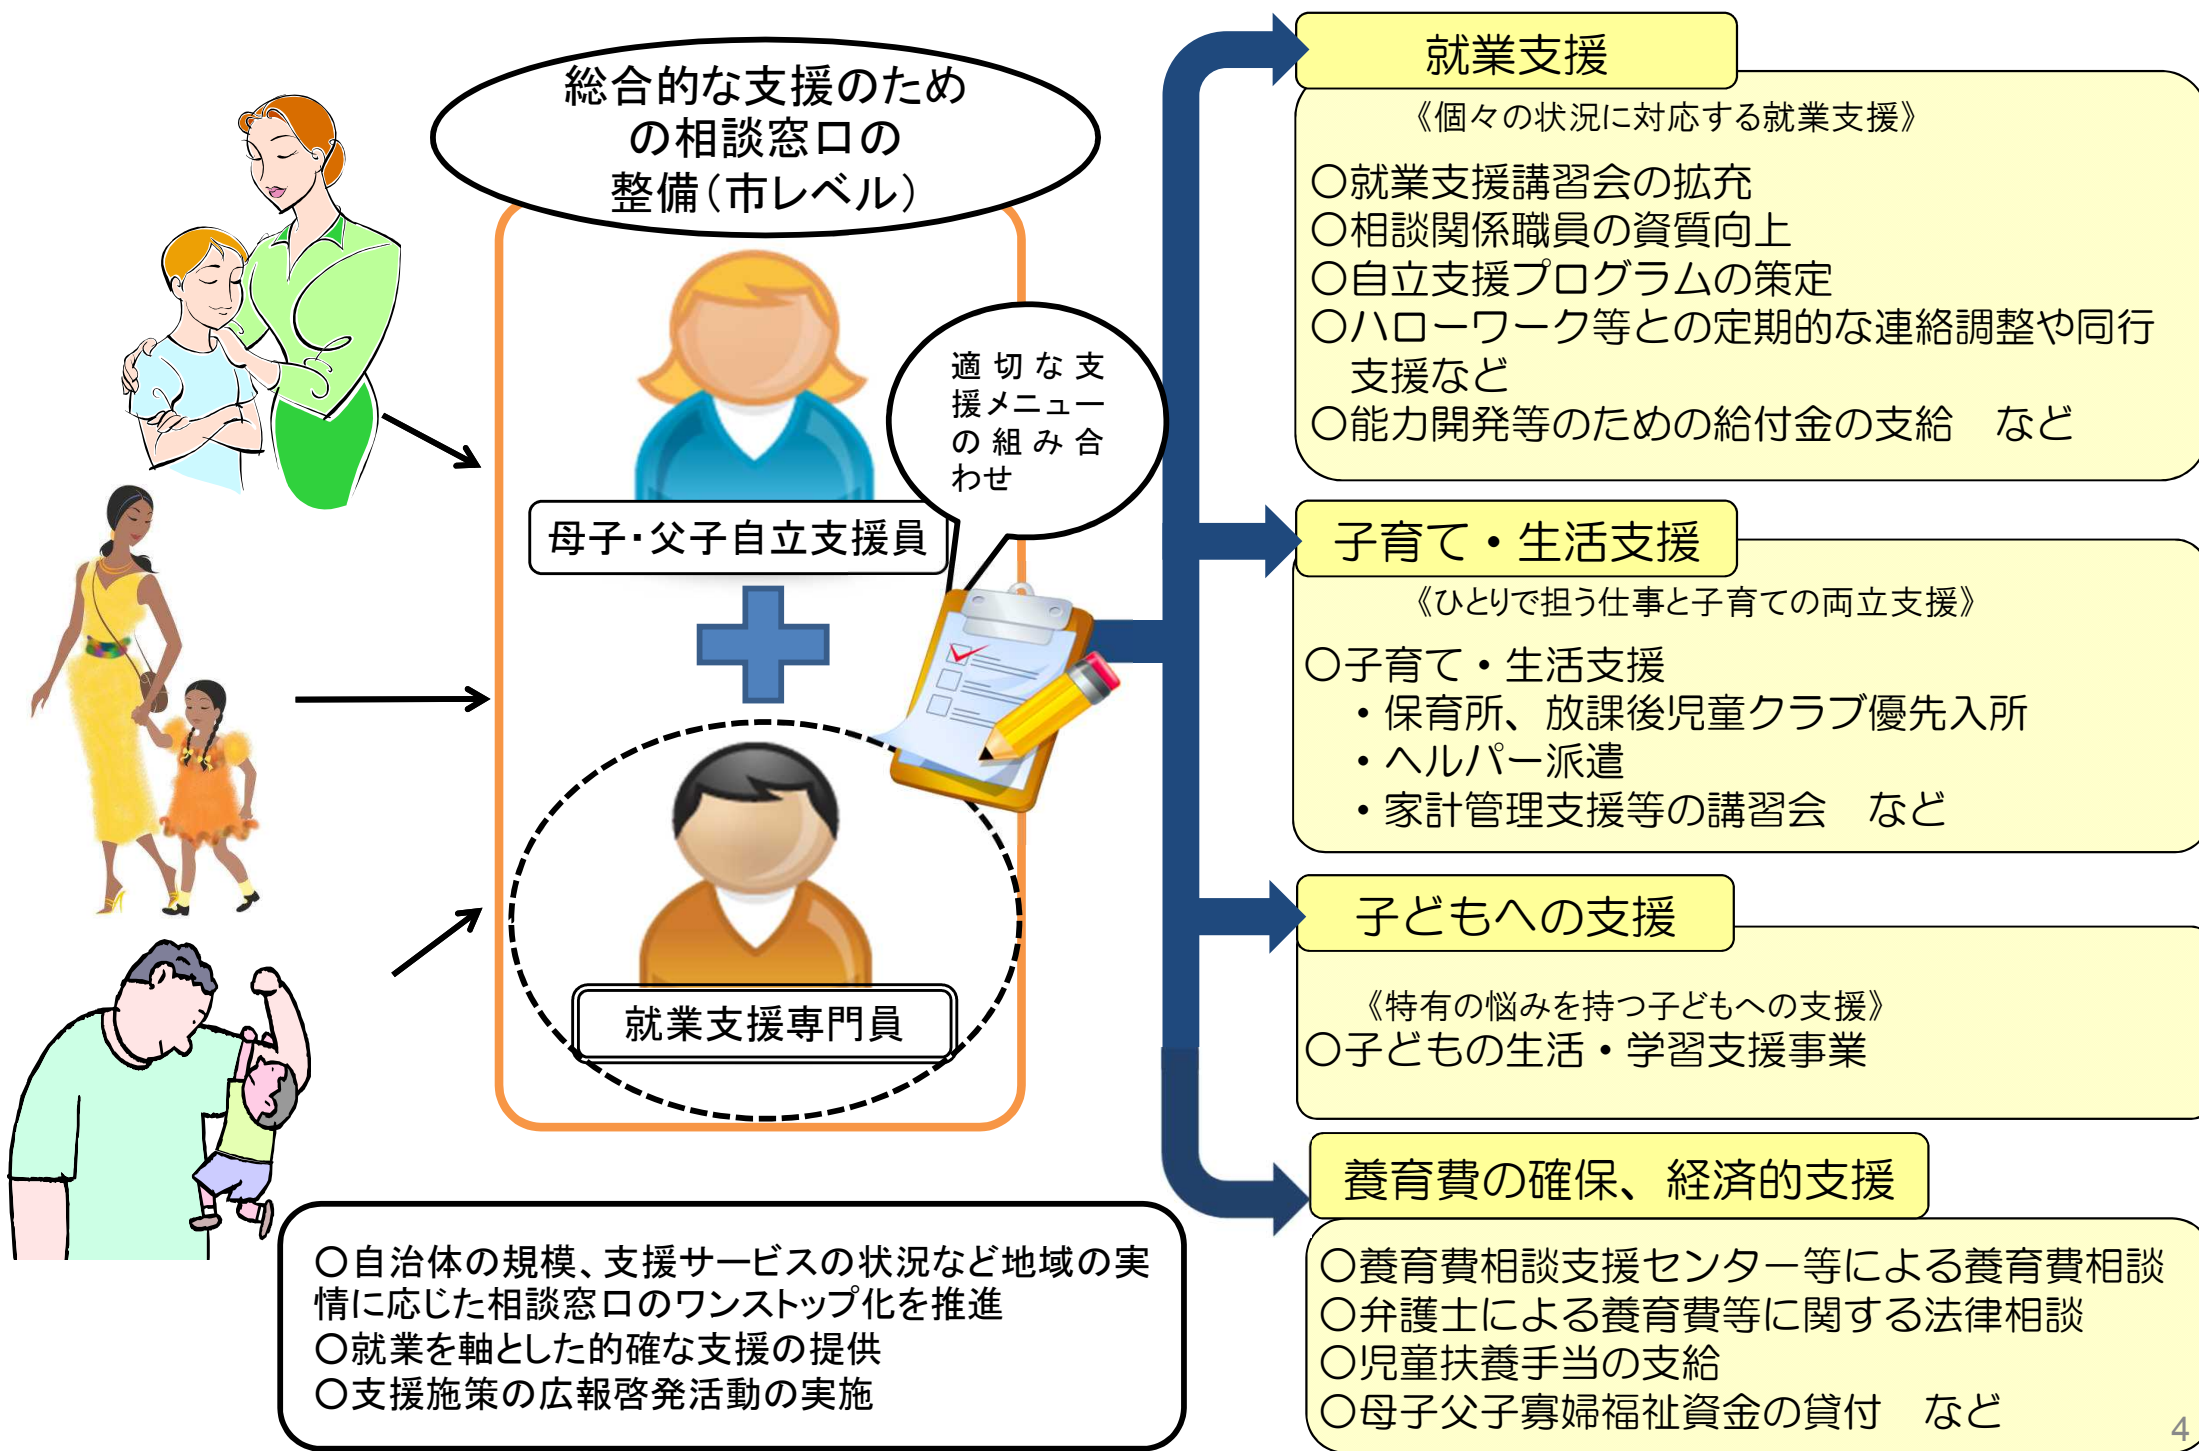 総合的な支援のため
の相談窓口の
整備（市レベル）
適切な支
援メニュー
の組み合
わせ
母子・父子自立支援員
就業支援専門員
〇自治体の規模、支援サービスの状況など地域の実
情に応じた相談窓口のワンストップ化を推進
〇就業を軸とした的確な支援の提供
〇支援施策の広報啓発活動の実施
就業支援
《個々の状況に対応する就業支援》
〇就業支援講習会の拡充
〇相談関係職員の資質向上
〇自立支援プログラムの策定
〇ハローワーク等との定期的な連絡調整や同行
支援など
〇能力開発等のための給付金の支給　など
子育て・生活支援
《ひとりで担う仕事と子育ての両立支援》
〇子育て・生活支援
・保育所、放課後児童クラブ優先入所
・ヘルパー派遣
・家計管理支援等の講習会　など
子どもへの支援
《特有の悩みを持つ子どもへの支援》
〇子どもの生活・学習支援事業
養育費の確保、経済的支援
〇養育費相談支援センター等による養育費相談
〇弁護士による養育費等に関する法律相談
〇児童扶養手当の支給
〇母子父子寡婦福祉資金の貸付　など
4